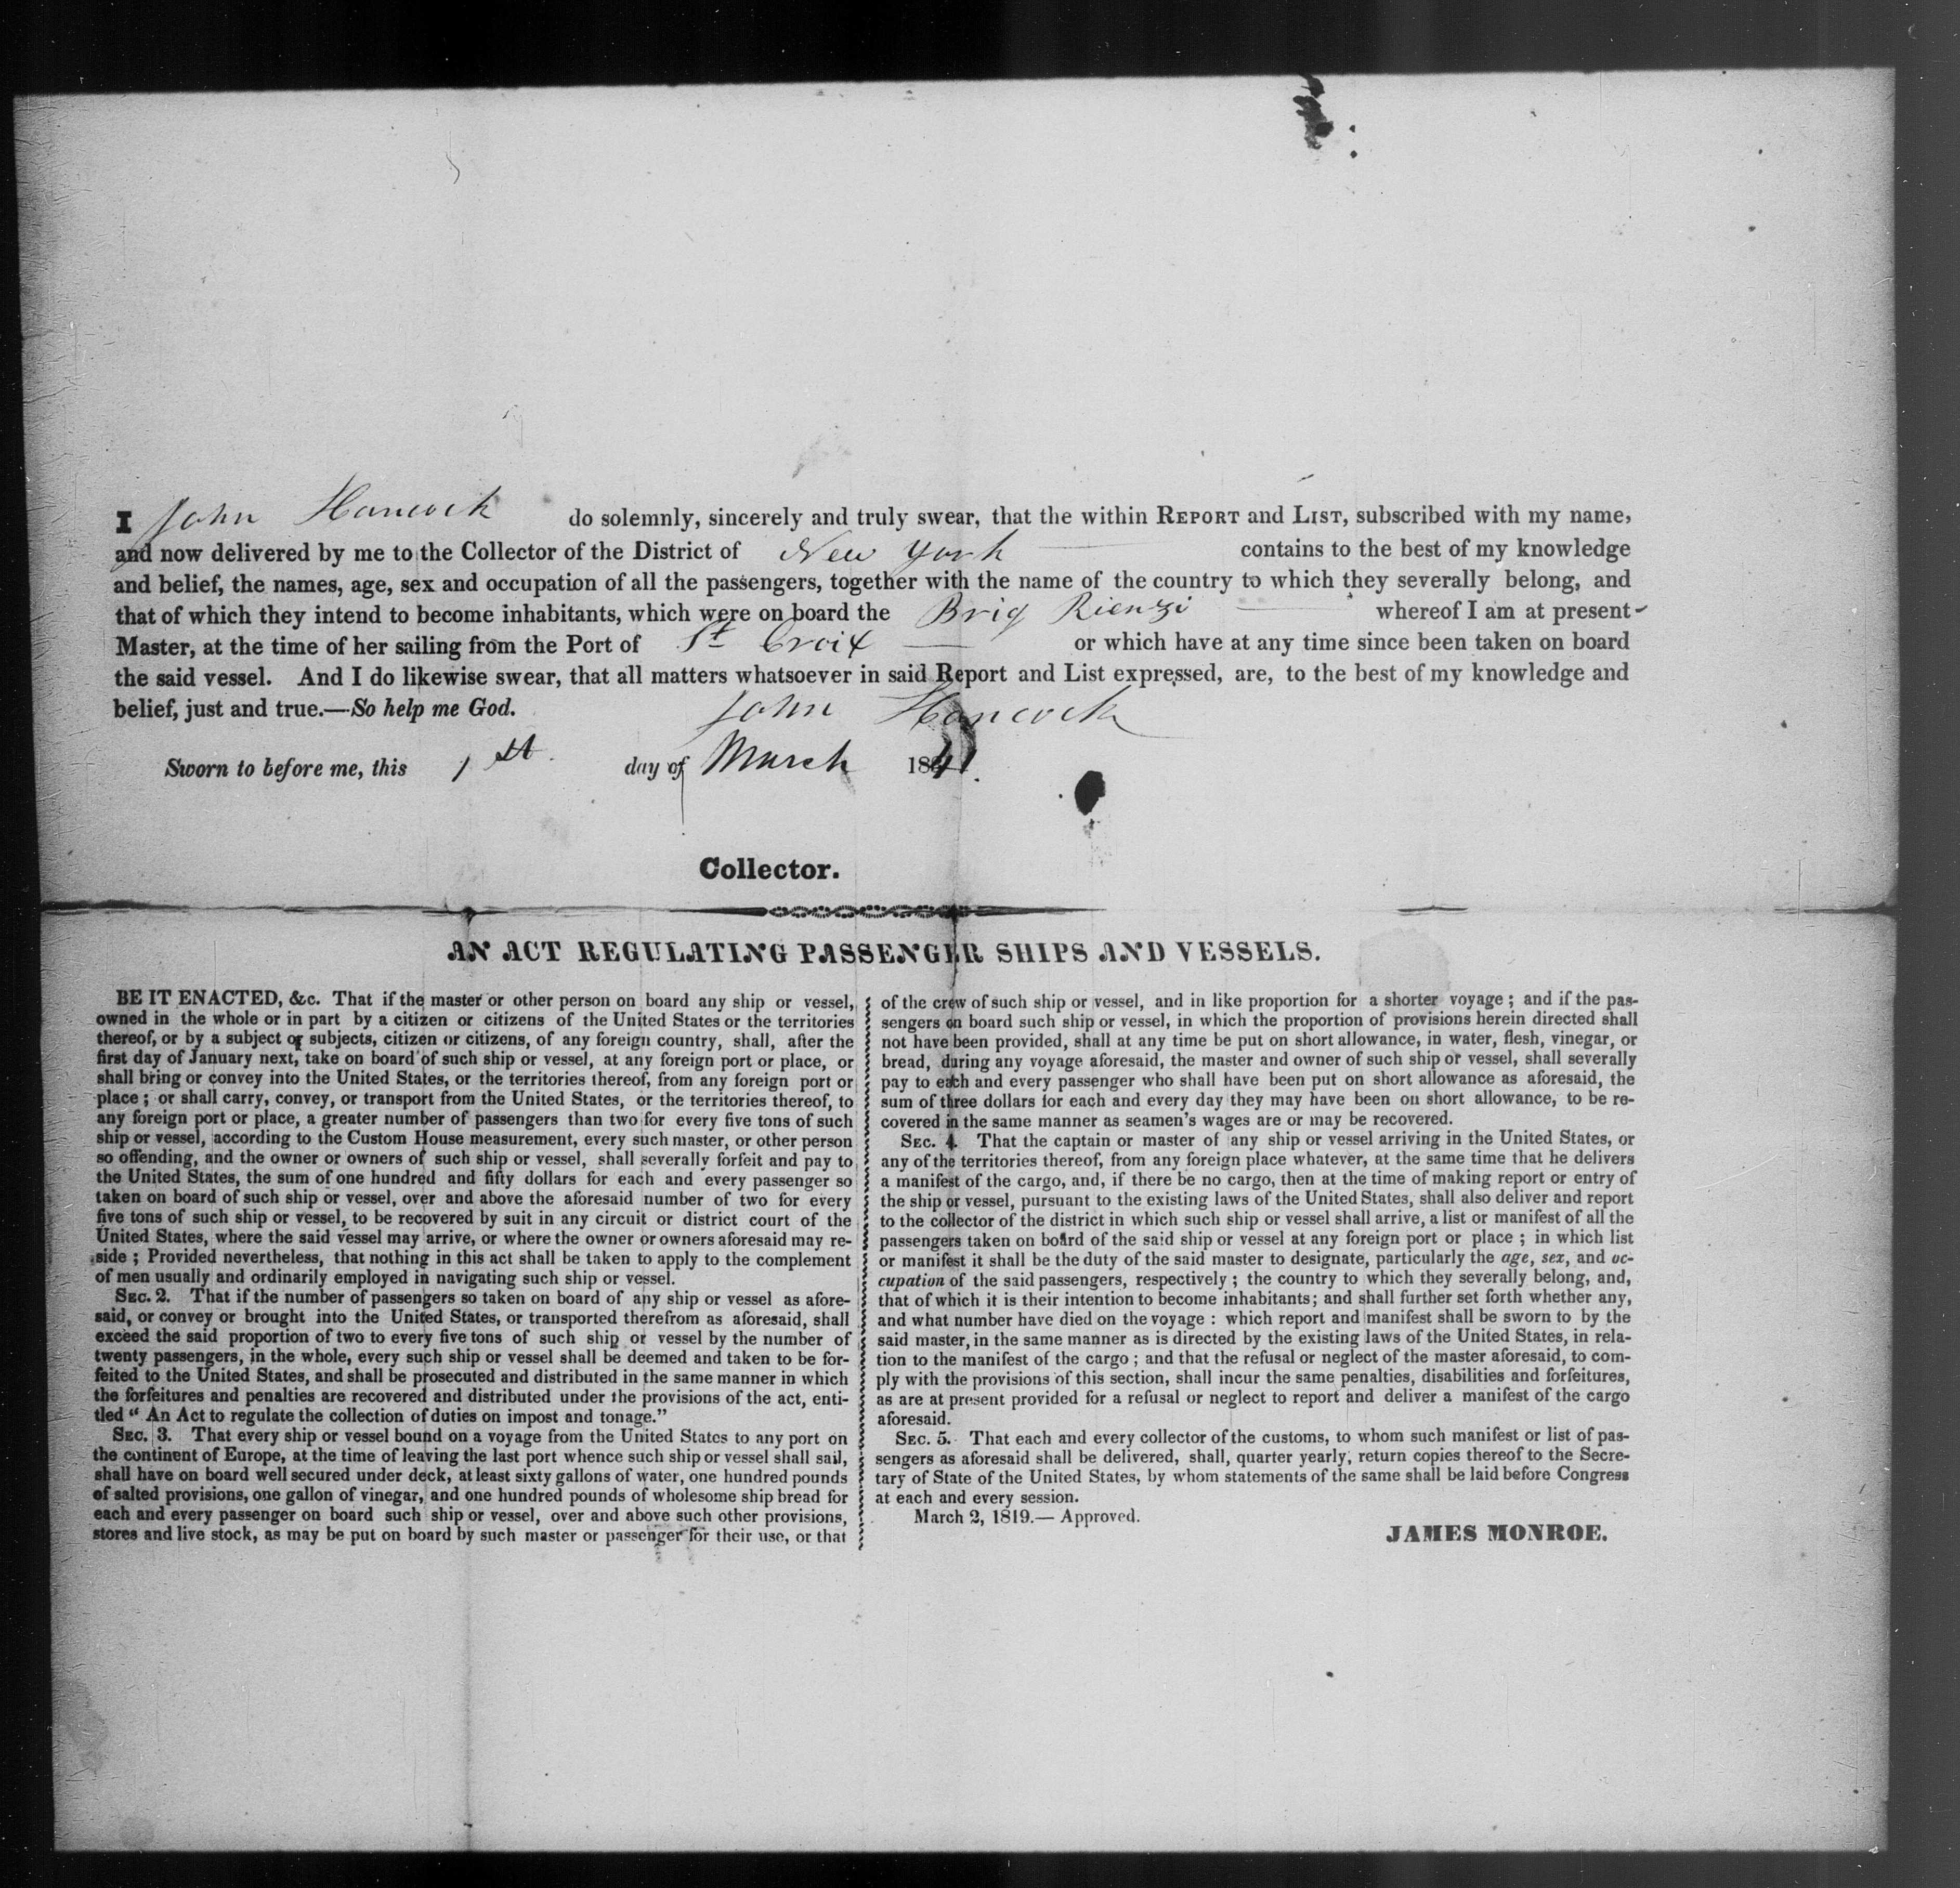 I John Hancock do solemnly, sincerely and truly swear, that the within REPORT and LIST, subscribed with my name,
and now delivered by me to the Collector of the District of New York contains to the best of my knowledge
and belief, the names, age, sex and occupation of all the passengers, together with the name of the country to which they severally belong, and
that of which they intend to become inhabitants, which were on board the Brig Rienzi whereof I am at present
Master, at the time of her sailing from the Port of St Croix or which have at any time since been taken on board
the said vessel. And I do likewise swear, that all matters whatsoever in said Report and List expressed, are, to the best of my knowledge and
belief, just and true.—So help me God.
John Hancock
Sworn to before me, this 1st day of March 1841.
Collector.
AN ACT REGULATING PASSENGER SHIPS AND VESSELS.
BE IT ENACTED, &c. That if the master or other person on board any ship or vessel,
owned in the whole or in part by a citizen or citizens of the United States or the territories
thereof, or by a subject or subjects, citizen or citizens, of any foreign country, shall, after the
first day of January next, take on board of such ship or vessel, at any foreign port or place, or
shall bring or convey into the United States, or the territories thereof, from any foreign port or
place ; or shall carry, convey, or transport from the United States, or the territories thereof, to
any foreign port or place, a greater number of passengers than two for every five tons of such
ship or vessel, according to the Custom House measurement, every such master, or other person
so offending, and the owner or owners of such ship or vessel, shall severally forfeit and pay to
the United States, the sum of one hundred and fifty dollars for each and every passenger so
taken on board of such ship or vessel, over and above the aforesaid number of two for every
five tons of such ship or vessel, to be recovered by suit in any circuit or district court of the
United States, where the said vessel may arrive, or where the owner or owners aforesaid may re-
side ; Provided nevertheless, that nothing in this act shall be taken to apply to the complement
of men usually and ordinarily employed in navigating such ship or vessel.
SEC. 2. That if the number of passengers so taken on board of any ship or vessel as afore-
said, or convey or brought into the United States, or transported therefrom as aforesaid, shall
exceed the said proportion of two to every five tons of such ship or vessel by the number of
twenty passengers, in the whole, every such ship or vessel shall be deemed and taken to be for-
feited to the United States, and shall be prosecuted and distributed in the same manner in which
the forfeitures and penalties are recovered and distributed under the provisions of the act, enti-
tled " An Act to regulate the collection of duties on impost and tonage."
SEC. 3. That every ship or vessel bound on a voyage from the United States to any port on
the continent of Europe, at the time of leaving the last port whence such ship or vessel shall sail,
shall have on board well secured under deck, at least sixty gallons of water, one hundred pounds
of salted provisions, one gallon of vinegar, and one hundred pounds of wholesome ship bread for
each and every passenger on board such ship or vessel, over and above such other provisions,
stores and live stock, as may be put on board by such master or passenger for their use, or that
of the crew of such ship or vessel, and in like proportion for a shorter voyage ; and if the pas-
sengers on board such ship or vessel, in which the proportion of provisions herein directed shall
not have been provided, shall at any time be put on short allowance, in water, flesh, vinegar, or
bread, during any voyage aforesaid, the master and owner of such ship or vessel, shall severally
pay to each and every passenger who shall have been put on short allowance as aforesaid, the
sum of three dollars for each and every day they may have been on short allowance, to be re-
covered in the same manner as seamen's wages are or may be recovered.
SEC. 4. That the captain or master of any ship or vessel arriving in the United States, or
any of the territories thereof, from any foreign place whatever, at the same time that he delivers
a manifest of the cargo, and, if there be no cargo, then at the time of making report or entry of
the ship or vessel, pursuant to the existing laws of the United States, shall also deliver and report
to the collector of the district in which such ship or vessel shall arrive, a list or manifest of all the
passengers taken on board of the said ship or vessel at any foreign port or place ; in which list
or manifest it shall be the duty of the said master to designate, particularly the age, sex, and oc-
cupation of the said passengers, respectively ; the country to which they severally belong, and,
that of which it is their intention to become inhabitants; and shall further set forth whether any,
and what number have died on the voyage : which report and manifest shall be sworn to by the
said master, in the same manner as is directed by the existing laws of the United States, in rela-
tion to the manifest of the cargo ; and that the refusal or neglect of the master aforesaid, to com-
ply with the provisions of this section, shall incur the same penalties, disabilities and forfeitures,
as are at present provided for a refusal or neglect to report and deliver a manifest of the cargo
aforesaid.
SEC. 5. That each and every collector of the customs, to whom such manifest or list of pas-
sengers as aforesaid shall be delivered, shall, quarter yearly, return copies thereof to the Secre-
tary of State of the United States, by whom statements of the same shall be laid before Congress
at each and every session.
March 2, 1819.— Approved.
JAMES MONROE.